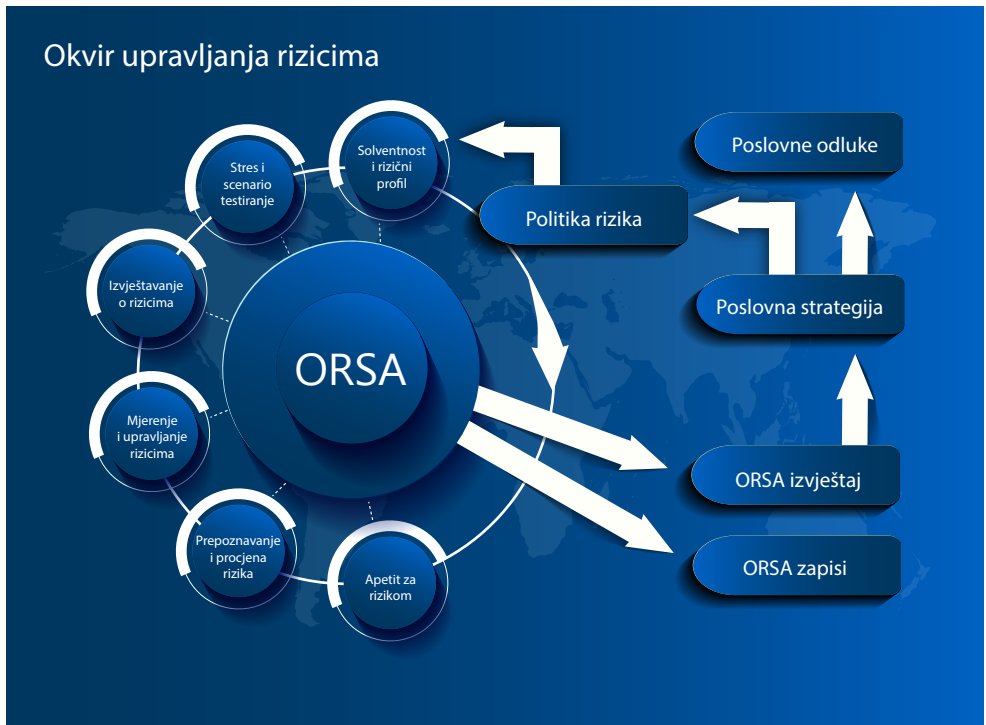 Okvir upravljanja rizicima
Solventnost
i rizični
profil
Stres i
scenario
testiranje
Izvještavanje
o rizicima
Mjerenje
i upravljanje
rizicima
Prepoznavanje
i procjena
rizika
Apetit za
rizikom
ORSA
Politika rizika
Poslovne odluke
Poslovna strategija
ORSA izvještaj
ORSA zapisi